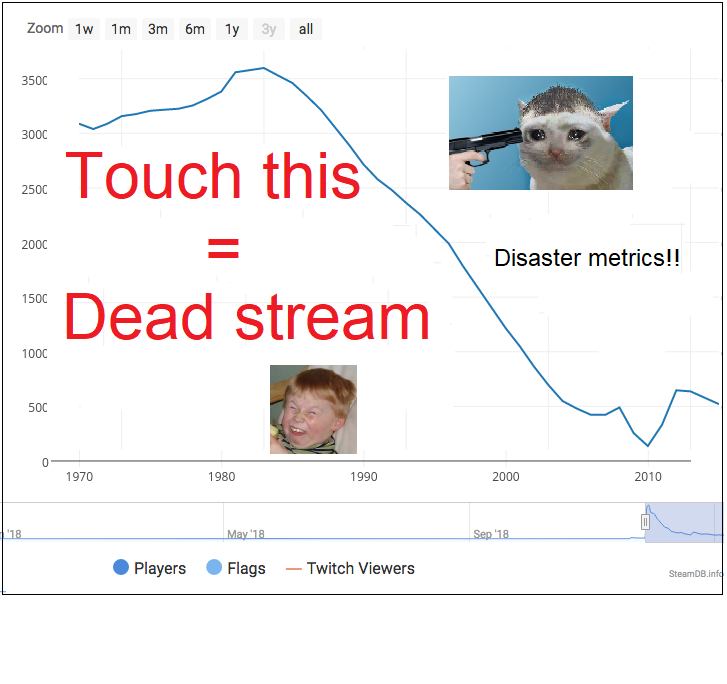 Zoom 1w 1m 3m 6m 1y 3y all
3500
3000
Touch this
2500
=
2000
Disaster metrics!!
1500
Dead stream
1000
500
0
1970 1980 1990 2000 2010
'18 May '18 Sep '18
Players Flags Twitch Viewers
SteamDB.info